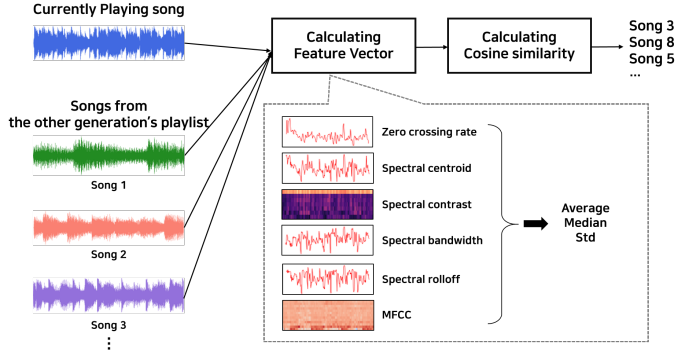 Currently Playing song
Songs from
the other generation's playlist
Song 1
Song 2
Song 3
⋮
Calculating
Feature Vector
Calculating
Cosine similarity
Song 3
Song 8
Song 5
...
Zero crossing rate
Spectral centroid
Spectral contrast
Spectral bandwidth
Spectral rolloff
MFCC
Average
Median
Std